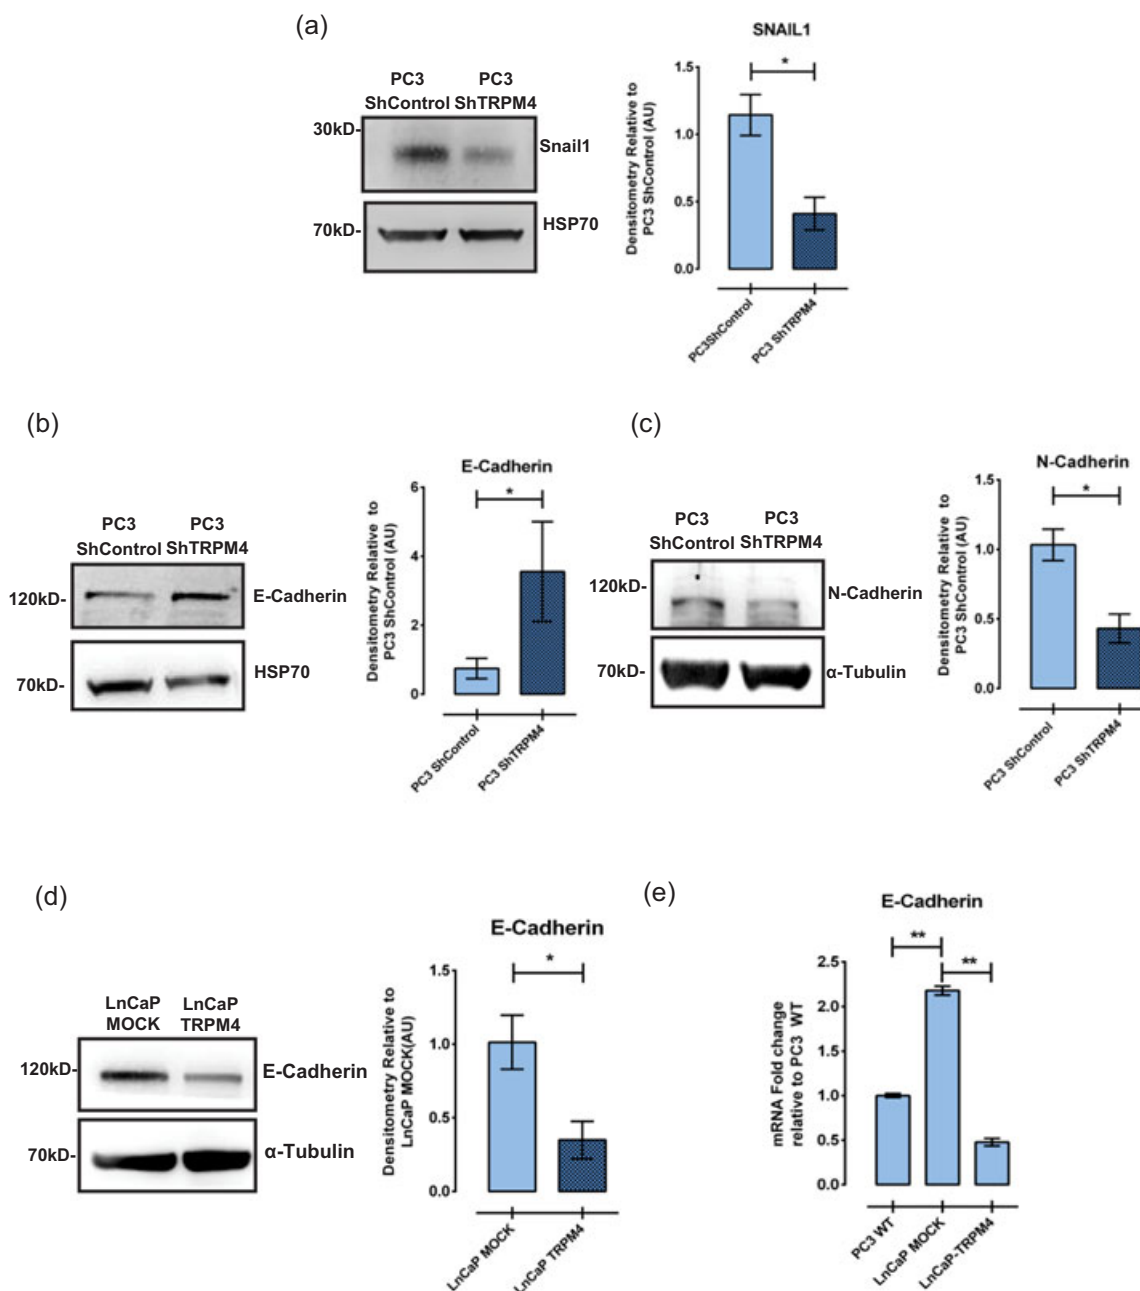 (a)
PC3
ShControl
PC3
ShTRPM4
30kD-
Snail1
70kD-
HSP70
SNAIL1
*
Densitometry Relative to
PC3 ShControl (AU)
1.5
1.0
0.5
0.0
PC3ShControl
PC3 ShTRPM4
(b)
PC3
ShControl
PC3
ShTRPM4
120kD-
E-Cadherin
70kD-
HSP70
E-Cadherin
*
Densitometry Relative to
PC3 ShControl (AU)
6
4
2
0
PC3 ShControl
PC3 ShTRPM4
(c)
PC3
ShControl
PC3
ShTRPM4
120kD-
N-Cadherin
70kD-
α-Tubulin
N-Cadherin
*
Densitometry Relative to
PC3 ShControl (AU)
1.5
1.0
0.5
0.0
PC3 ShControl
PC3 ShTRPM4
(d)
LnCaP
MOCK
LnCaP
TRPM4
120kD-
E-Cadherin
70kD-
α-Tubulin
E-Cadherin
*
Densitometry Relative to
LnCaP MOCK(AU)
1.5
1.0
0.5
0.0
LnCaP MOCK
LnCaP TRPM4
(e)
E-Cadherin
**
**
mRNA Fold change
relative to PC3 WT
2.5
2.0
1.5
1.0
0.5
0.0
PC3 WT
LnCaP MOCK
LnCaP-TRPM4